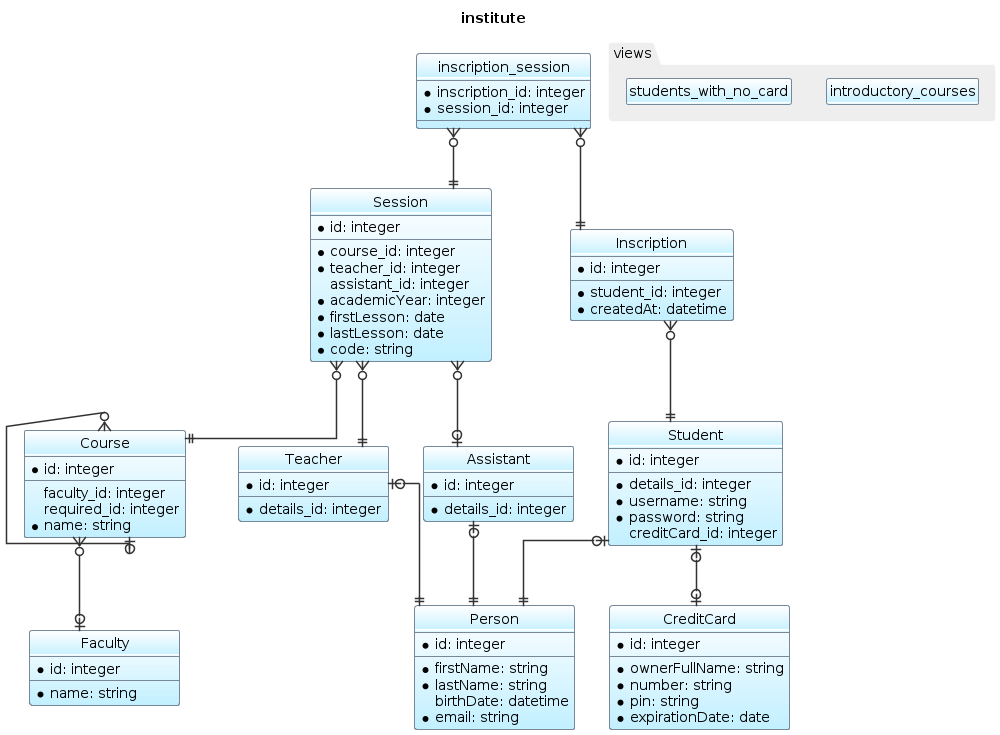 institute
inscription_session
inscription_id: integer
session_id: integer
views
students_with_no_card
introductory_courses
Session
id: integer
course_id: integer
teacher_id: integer
assistant_id: integer
academicYear: integer
firstLesson: date
lastLesson: date
code: string
Inscription
id: integer
student_id: integer
createdAt: datetime
Course
id: integer
faculty_id: integer
required_id: integer
name: string
Teacher
id: integer
details_id: integer
Assistant
id: integer
details_id: integer
Student
id: integer
details_id: integer
username: string
password: string
creditCard_id: integer
Faculty
id: integer
name: string
Person
id: integer
firstName: string
lastName: string
birthDate: datetime
email: string
CreditCard
id: integer
ownerFullName: string
number: string
pin: string
expirationDate: date